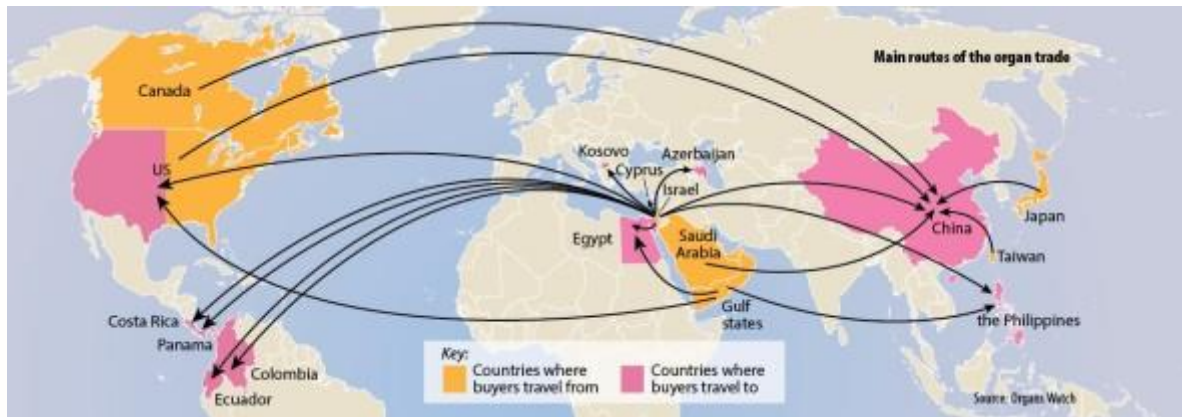 Main routes of the organ trade
Canada
US
Kosovo
Azerbaijan
Cyprus
Israel
Egypt
Saudi
Arabia
China
Japan
Taiwan
Gulf
states
the Philippines
Costa Rica
Panama
Colombia
Ecuador
Key:
Countries where
buyers travel from
Countries where
buyers travel to
Source: Organs Watch